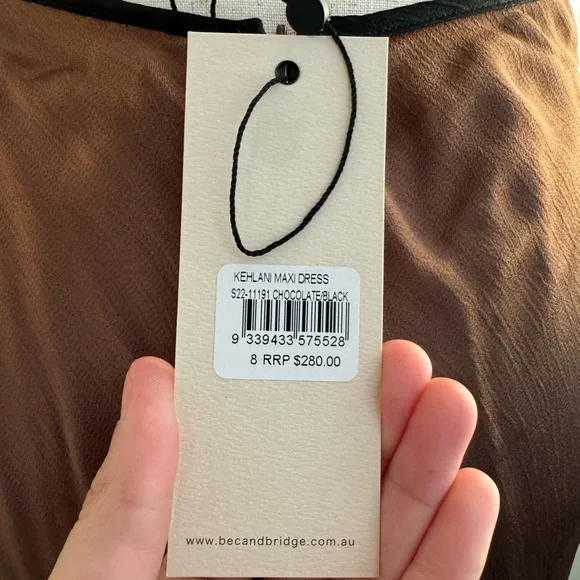 KEHLANI MAXI DRESS
S22-11191 CHOCOLATE/BLACK
9 339433 575528
8 RRP $280.00
www.becandbridge.com.au